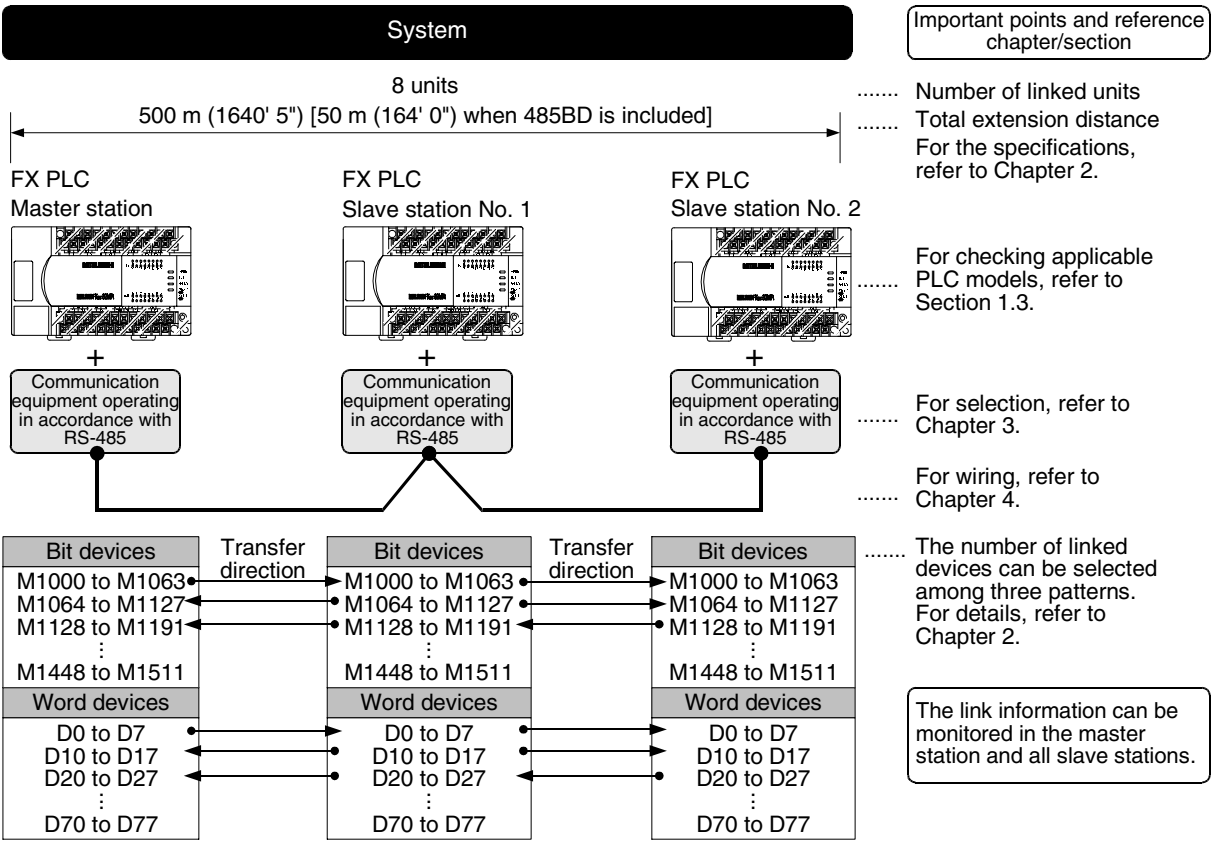 System
Important points and reference
chapter/section
8 units
500 m (1640' 5") [50 m (164' 0") when 485BD is included]
....... Number of linked units
....... Total extension distance
For the specifications,
refer to Chapter 2.
FX PLC
Master station
FX PLC
Slave station No. 1
FX PLC
Slave station No. 2
MITSUBISHI
MITSUBISHI
MITSUBISHI
....... For checking applicable
PLC models, refer to
Section 1.3.
+
+
+
Communication
equipment operating
in accordance with
RS-485
Communication
equipment operating
in accordance with
RS-485
Communication
equipment operating
in accordance with
RS-485
....... For selection, refer to
Chapter 3.
....... For wiring, refer to
Chapter 4.
Bit devices
M1000 to M1063
M1064 to M1127
M1128 to M1191
⋮
M1448 to M1511
Word devices
D0 to D7
D10 to D17
D20 to D27
⋮
D70 to D77
Transfer
direction
Bit devices
M1000 to M1063
M1064 to M1127
M1128 to M1191
⋮
M1448 to M1511
Word devices
D0 to D7
D10 to D17
D20 to D27
⋮
D70 to D77
Transfer
direction
Bit devices
M1000 to M1063
M1064 to M1127
M1128 to M1191
⋮
M1448 to M1511
Word devices
D0 to D7
D10 to D17
D20 to D27
⋮
D70 to D77
....... The number of linked
devices can be selected
among three patterns.
For details, refer to
Chapter 2.
The link information can be
monitored in the master
station and all slave stations.